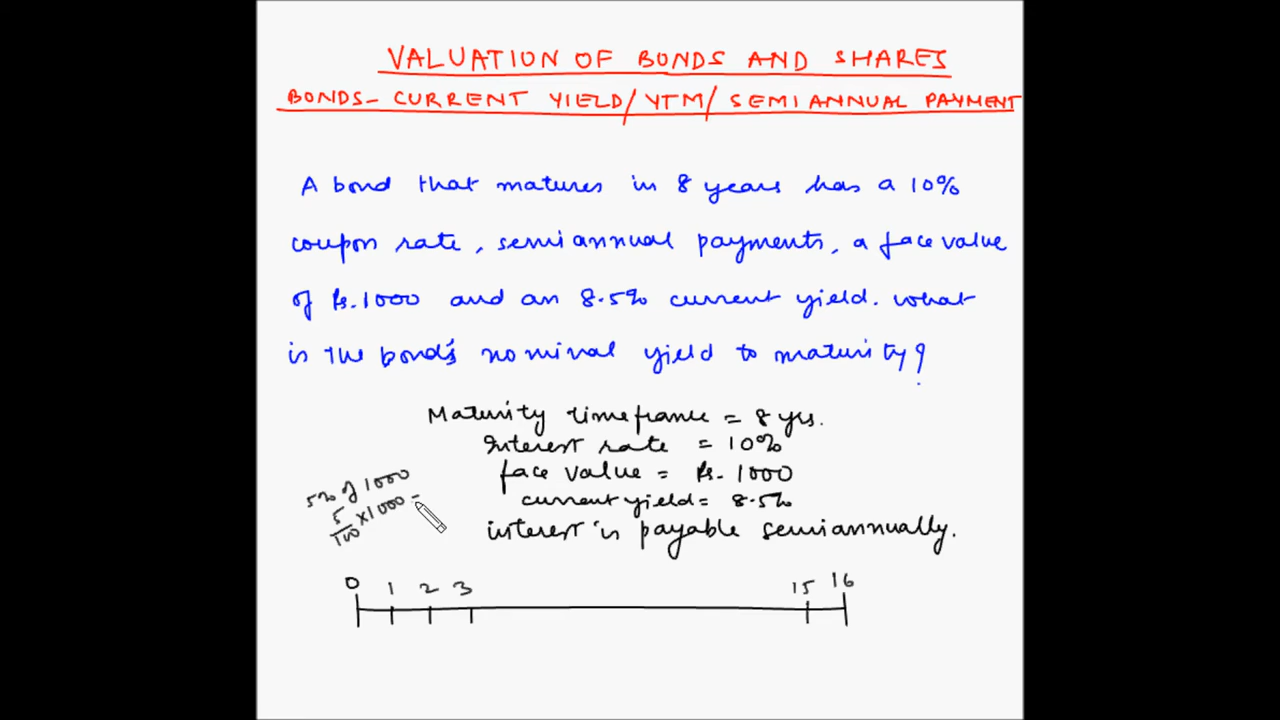 VALUATION OF BONDS AND SHARES
BONDS- CURRENT YIELD/YTM/SEMIANNUAL PAYMENT
A bond that matures in 8 years has a 10%
coupon rate, semiannual payments, a face value
of Rs.1000 and an 8.5% current yield. what
is the bond's nominal yield to maturity?
Maturity timeframe = 8 yrs.
Interest rate = 10%
face value = Rs. 1000
current yield = 8.5%
interest is payable semiannually.
5% of 1000
5/100 x 1000 =
0 1 2 3 15 16